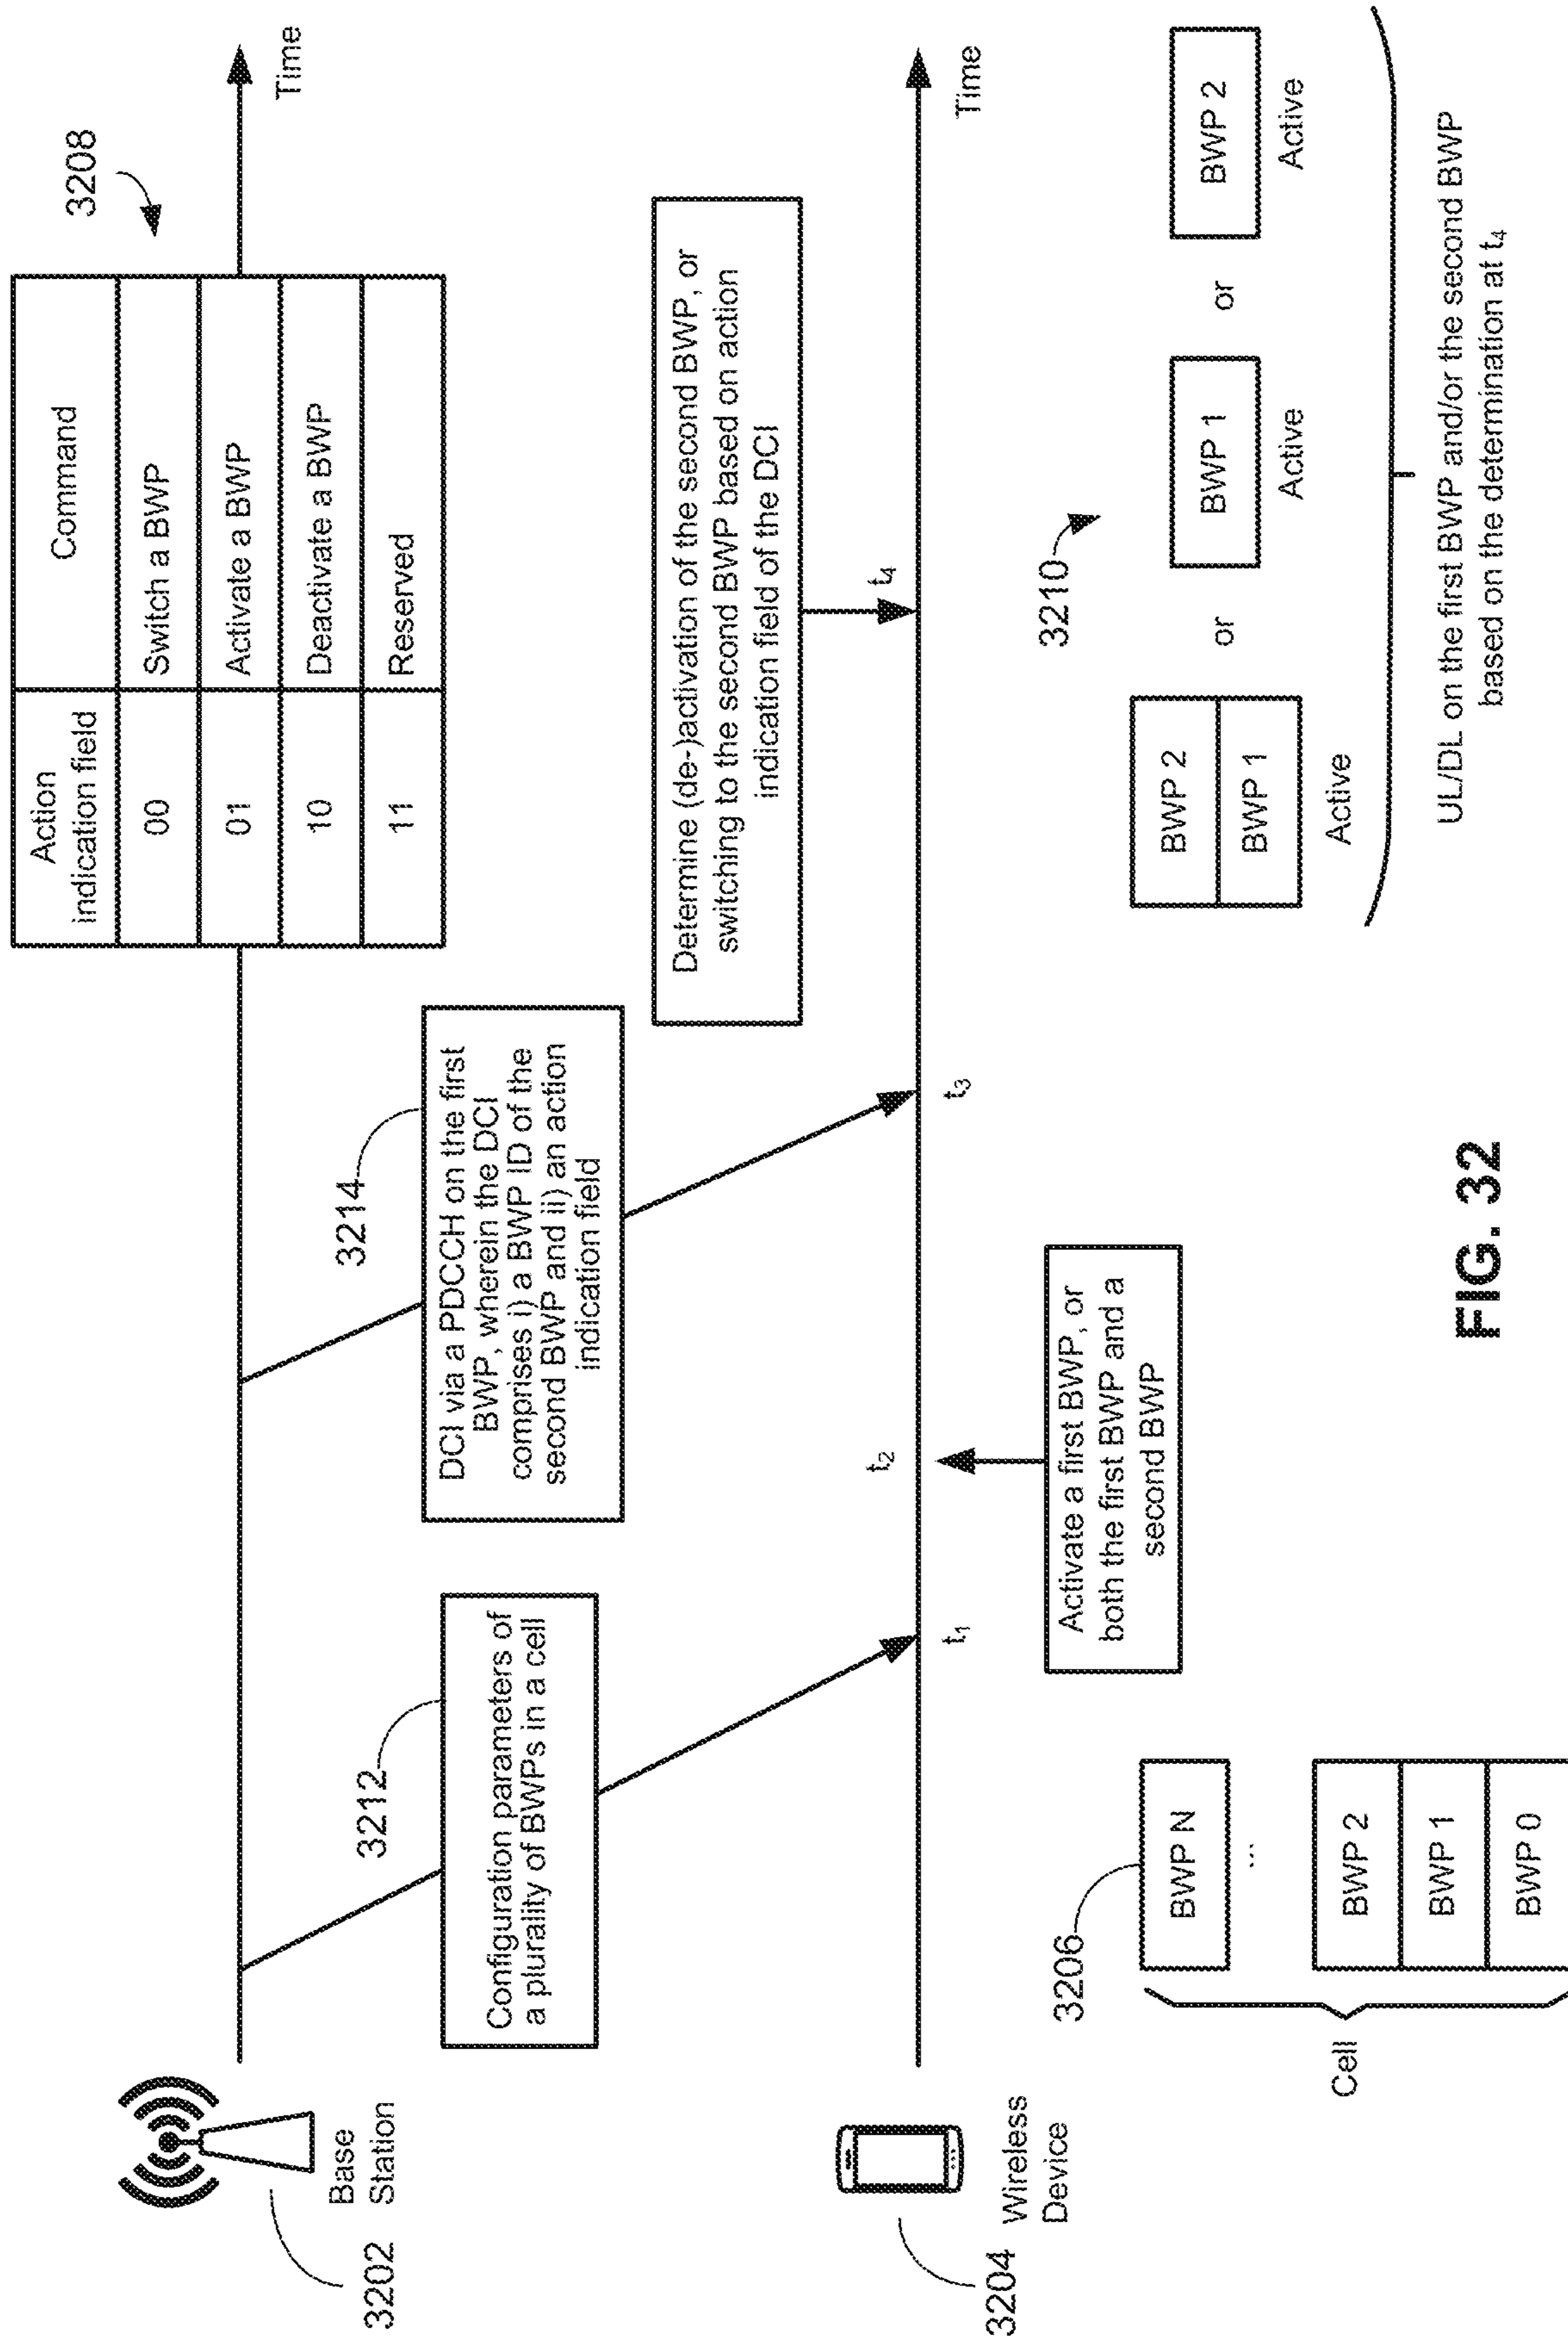 3202
Base
Station
3208
Action
indication field
Command
00
Switch a BWP
01
Activate a BWP
10
Deactivate a BWP
11
Reserved
Time
3212
Configuration parameters of
a plurality of BWPs in a cell
3214
DCI via a PDCCH on the first
BWP, wherein the DCI
comprises i) a BWP ID of the
second BWP and ii) an action
indication field
Determine (de-)activation of the second BWP, or
switching to the second BWP based on action
indication field of the DCI
3204
Wireless
Device
t1
t2
t3
t4
Time
Activate a first BWP, or
both the first BWP and a
second BWP
3206
Cell
BWP N
...
BWP 2
BWP 1
BWP 0
3210
BWP 2
BWP 1
Active
or
BWP 1
Active
or
BWP 2
Active
UL/DL on the first BWP and/or the second BWP
based on the determination at t4
FIG. 32